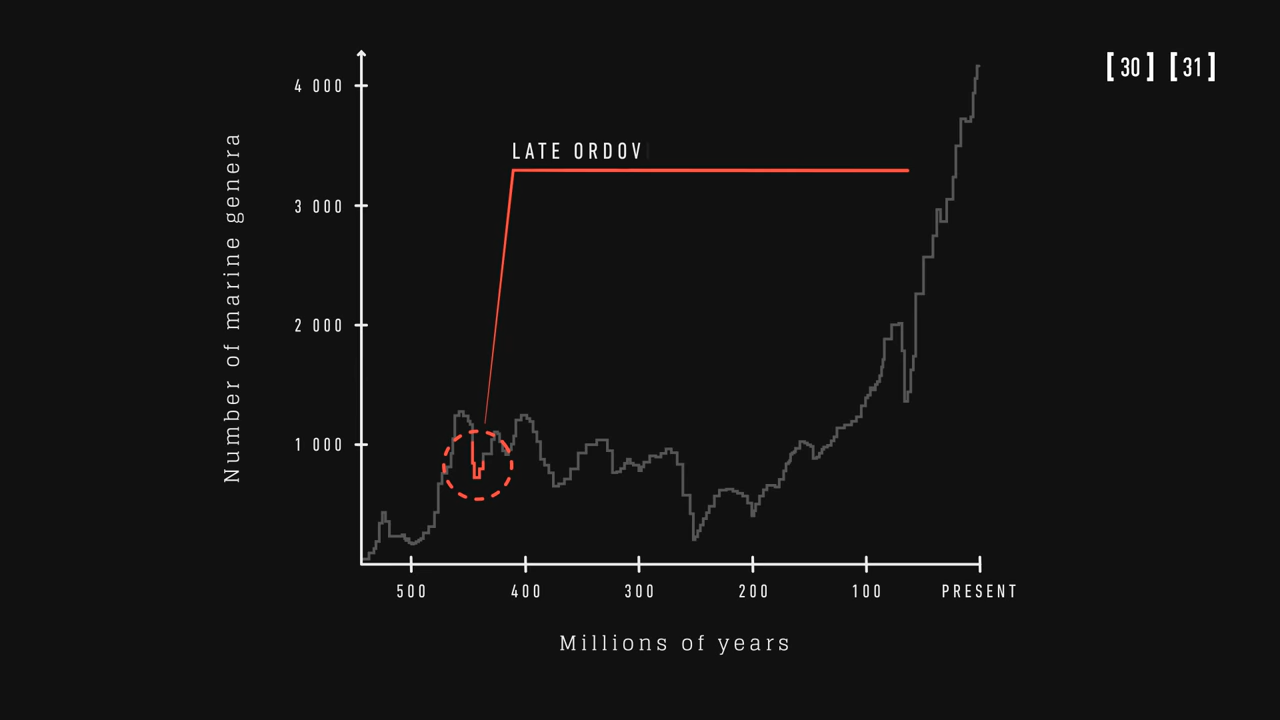 [30] [31]
4 000
LATE ORDOV
3 000
2 000
1 000
Number of marine genera
500 400 300 200 100 PRESENT
Millions of years